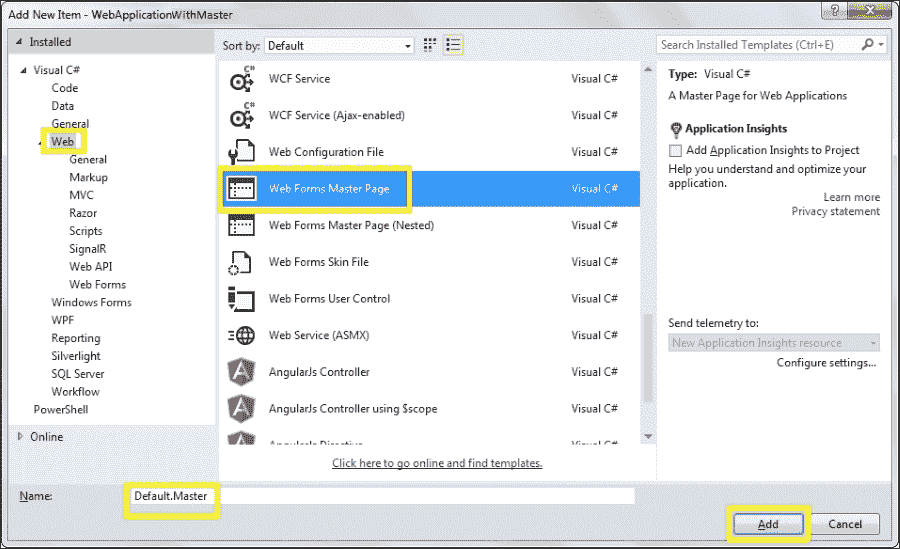 Add New Item - WebApplicationWithMaster
Installed
Sort by: Default
Search Installed Templates (Ctrl+E)
Visual C#
Code
Data
General
Web
General
Markup
MVC
Razor
Scripts
SignalR
Web API
Web Forms
Windows Forms
WPF
Reporting
Silverlight
SQL Server
Workflow
PowerShell
Online
WCF Service Visual C#
WCF Service (Ajax-enabled) Visual C#
Web Configuration File Visual C#
Web Forms Master Page Visual C#
Web Forms Master Page (Nested) Visual C#
Web Forms Skin File Visual C#
Web Forms User Control Visual C#
Web Service (ASMX) Visual C#
AngularJs Controller Visual C#
AngularJs Controller using $scope Visual C#
AngularJs Directive Visual C#
Click here to go online and find templates.
Type: Visual C#
A Master Page for Web Applications
Application Insights
Add Application Insights to Project
Help you understand and optimize your
application.
Learn more
Privacy statement
Send telemetry to:
New Application Insights resource
Configure settings...
Name: Default.Master
Add Cancel